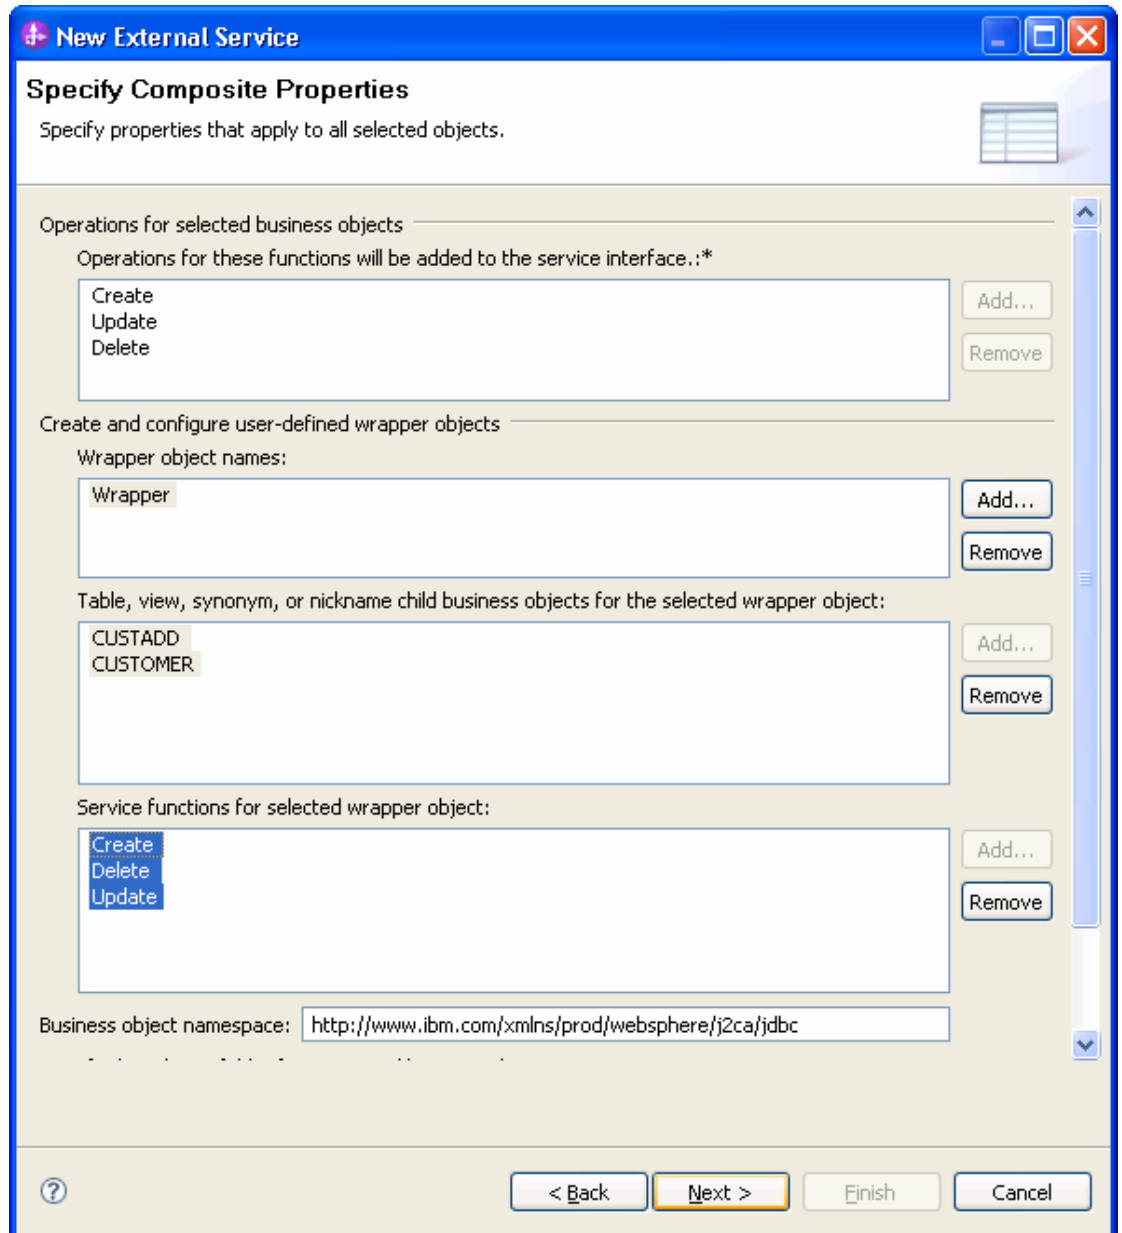 New External Service
Specify Composite Properties
Specify properties that apply to all selected objects.
Operations for selected business objects
Operations for these functions will be added to the service interface.:*
Create
Update
Delete
Add...
Remove
Create and configure user-defined wrapper objects
Wrapper object names:
Wrapper
Add...
Remove
Table, view, synonym, or nickname child business objects for the selected wrapper object:
CUSTADD
CUSTOMER
Add...
Remove
Service functions for selected wrapper object:
Create
Delete
Update
Add...
Remove
Business object namespace: http://www.ibm.com/xmlns/prod/websphere/j2ca/jdbc
? < Back Next > Finish Cancel